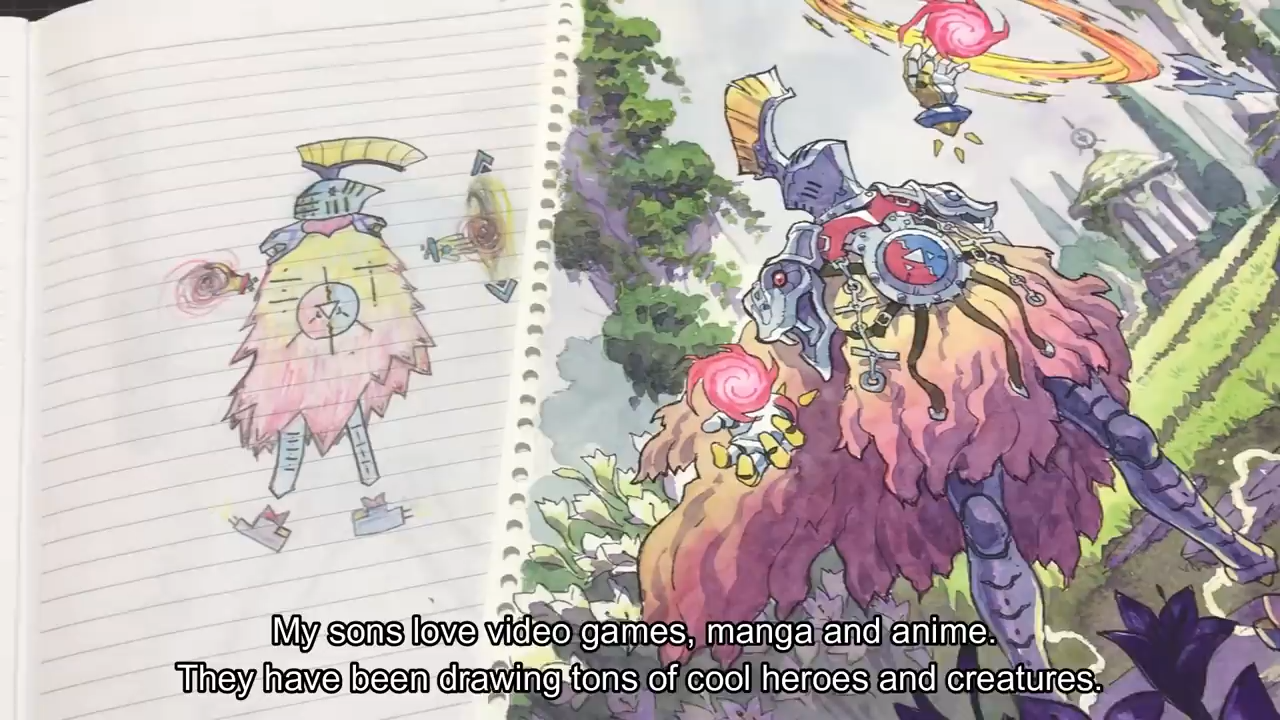 My sons love video games, manga and anime.
They have been drawing tons of cool heroes and creatures.